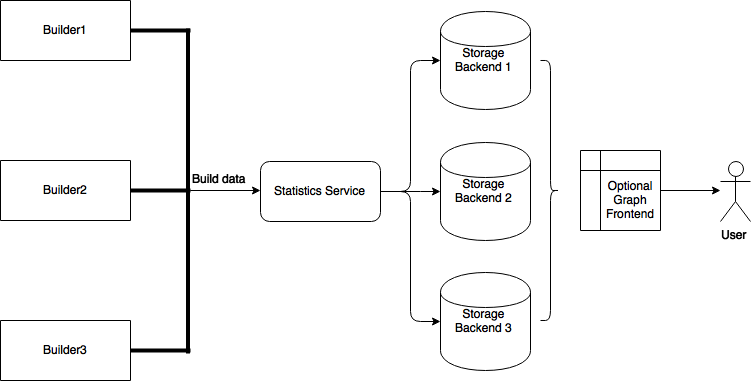 Builder1
Storage
Backend 1
Build data
Builder2
Statistics Service
Storage
Backend 2
Optional
Graph
Frontend
User
Storage
Backend 3
Builder3